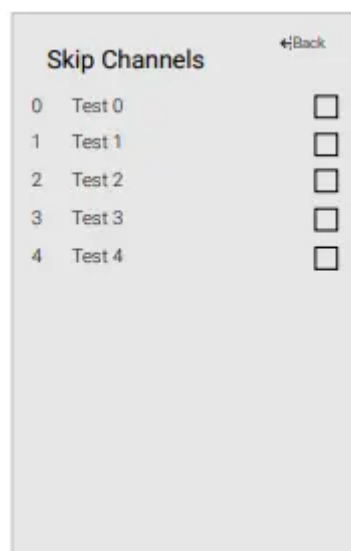 Back
Skip Channels
0 Test 0
1 Test 1
2 Test 2
3 Test 3
4 Test 4